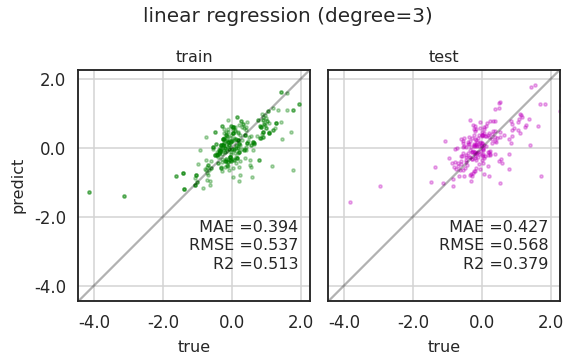 linear regression (degree=3)
train
test
2.0
0.0
-2.0
-4.0
predict
MAE =0.394
RMSE =0.537
R2 =0.513
MAE =0.427
RMSE =0.568
R2 =0.379
-4.0 -2.0 0.0 2.0
-4.0 -2.0 0.0 2.0
true
true